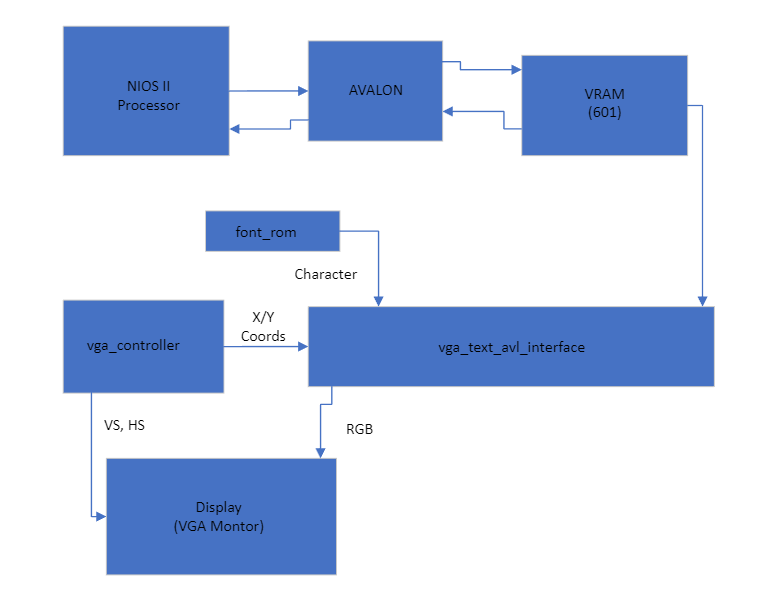 NIOS II
Processor
AVALON
VRAM
(601)
font_rom
Character
vga_controller
X/Y
Coords
vga_text_avl_interface
VS, HS
RGB
Display
(VGA Montor)